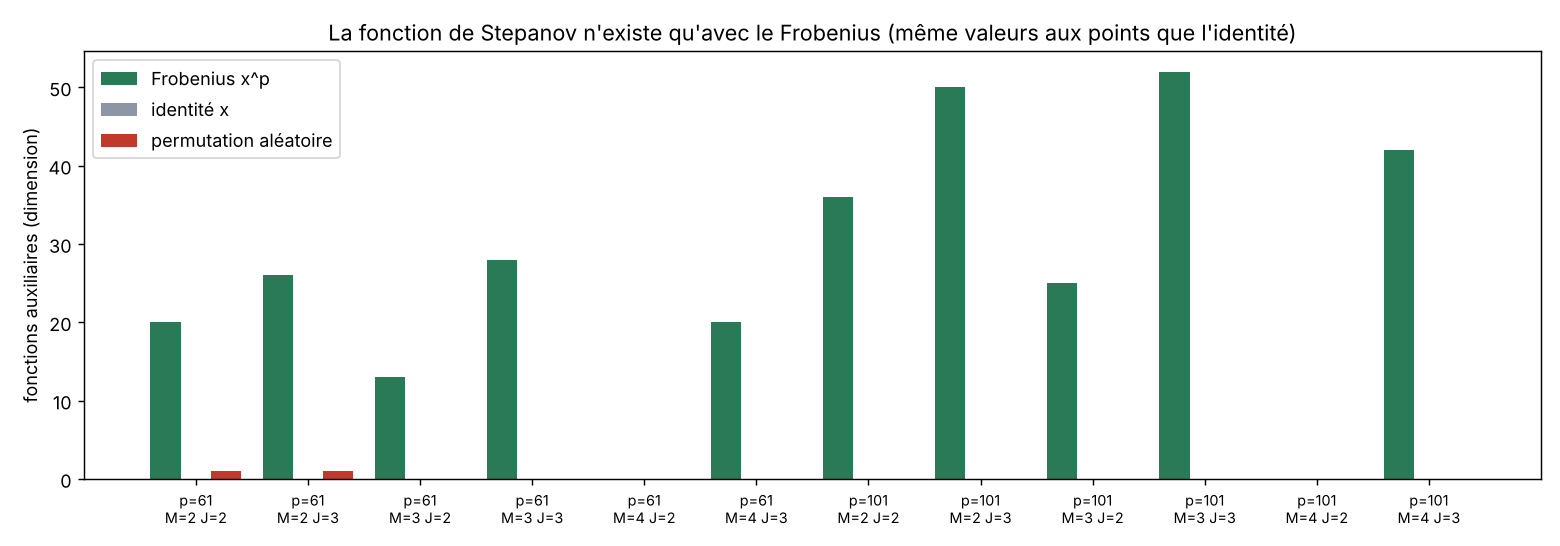 La fonction de Stepanov n'existe qu'avec le Frobenius (même valeurs aux points que l'identité)
Frobenius x^p
identité x
permutation aléatoire
fonctions auxiliaires (dimension)
50
40
30
20
10
0
p=61
M=2 J=2
p=61
M=2 J=3
p=61
M=3 J=2
p=61
M=3 J=3
p=61
M=4 J=2
p=61
M=4 J=3
p=101
M=2 J=2
p=101
M=2 J=3
p=101
M=3 J=2
p=101
M=3 J=3
p=101
M=4 J=2
p=101
M=4 J=3